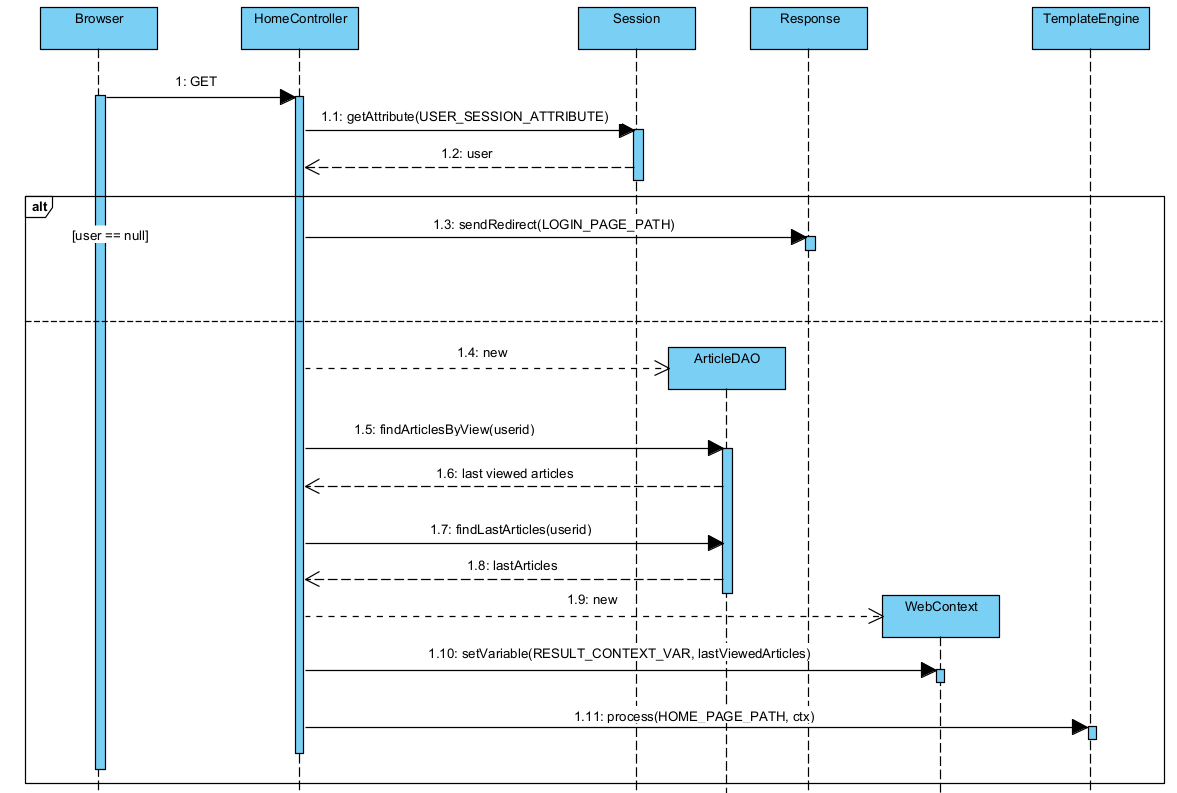 Browser
HomeController
Session
Response
TemplateEngine
1: GET
1.1: getAttribute(USER_SESSION_ATTRIBUTE)
1.2: user
alt
[user == null]
1.3: sendRedirect(LOGIN_PAGE_PATH)
1.4: new
ArticleDAO
1.5: findArticlesByView(userid)
1.6: last viewed articles
1.7: findLastArticles(userid)
1.8: lastArticles
1.9: new
WebContext
1.10: setVariable(RESULT_CONTEXT_VAR, lastViewedArticles)
1.11: process(HOME_PAGE_PATH, ctx)